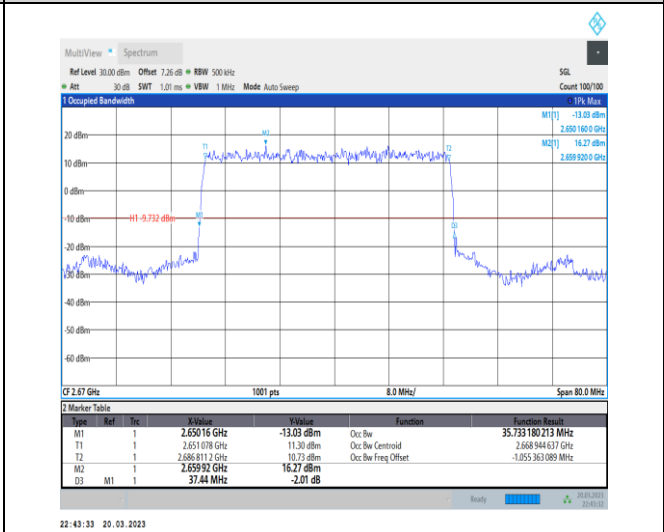 MultiView Spectrum
Ref Level 30.00 dBm Offset 7.26 dB RBW 500 kHz SGL
Att 30 dB SWT 1.01 ms VBW 1 MHz Mode Auto Sweep Count 100/100
1 Occupied Bandwidth 1Pk Max
M1[1] -13.03 dBm
2.650 160 0 GHz
M2[1] 16.27 dBm
2.659 920 0 GHz
20 dBm
T1
T2
10 dBm
0 dBm
-10 dBm H1 -9.732 dBm M1
D3
-20 dBm
-30 dBm
-40 dBm
-50 dBm
-60 dBm
CF 2.67 GHz 1001 pts 8.0 MHz/ Span 80.0 MHz
2 Marker Table
Type Ref Trc X-Value Y-Value Function Function Result
M1 1 2.65016 GHz -13.03 dBm Occ Bw 35.733 180 213 MHz
T1 1 2.651 078 GHz 11.30 dBm Occ Bw Centroid 2.668 944 637 GHz
T2 1 2.686 811 2 GHz 10.73 dBm Occ Bw Freq Offset -1.055 363 089 MHz
M2 1 2.659 92 GHz 16.27 dBm
D3 M1 1 37.44 MHz -2.01 dB
Ready 20.03.2023
22:43:32
22:43:33 20.03.2023